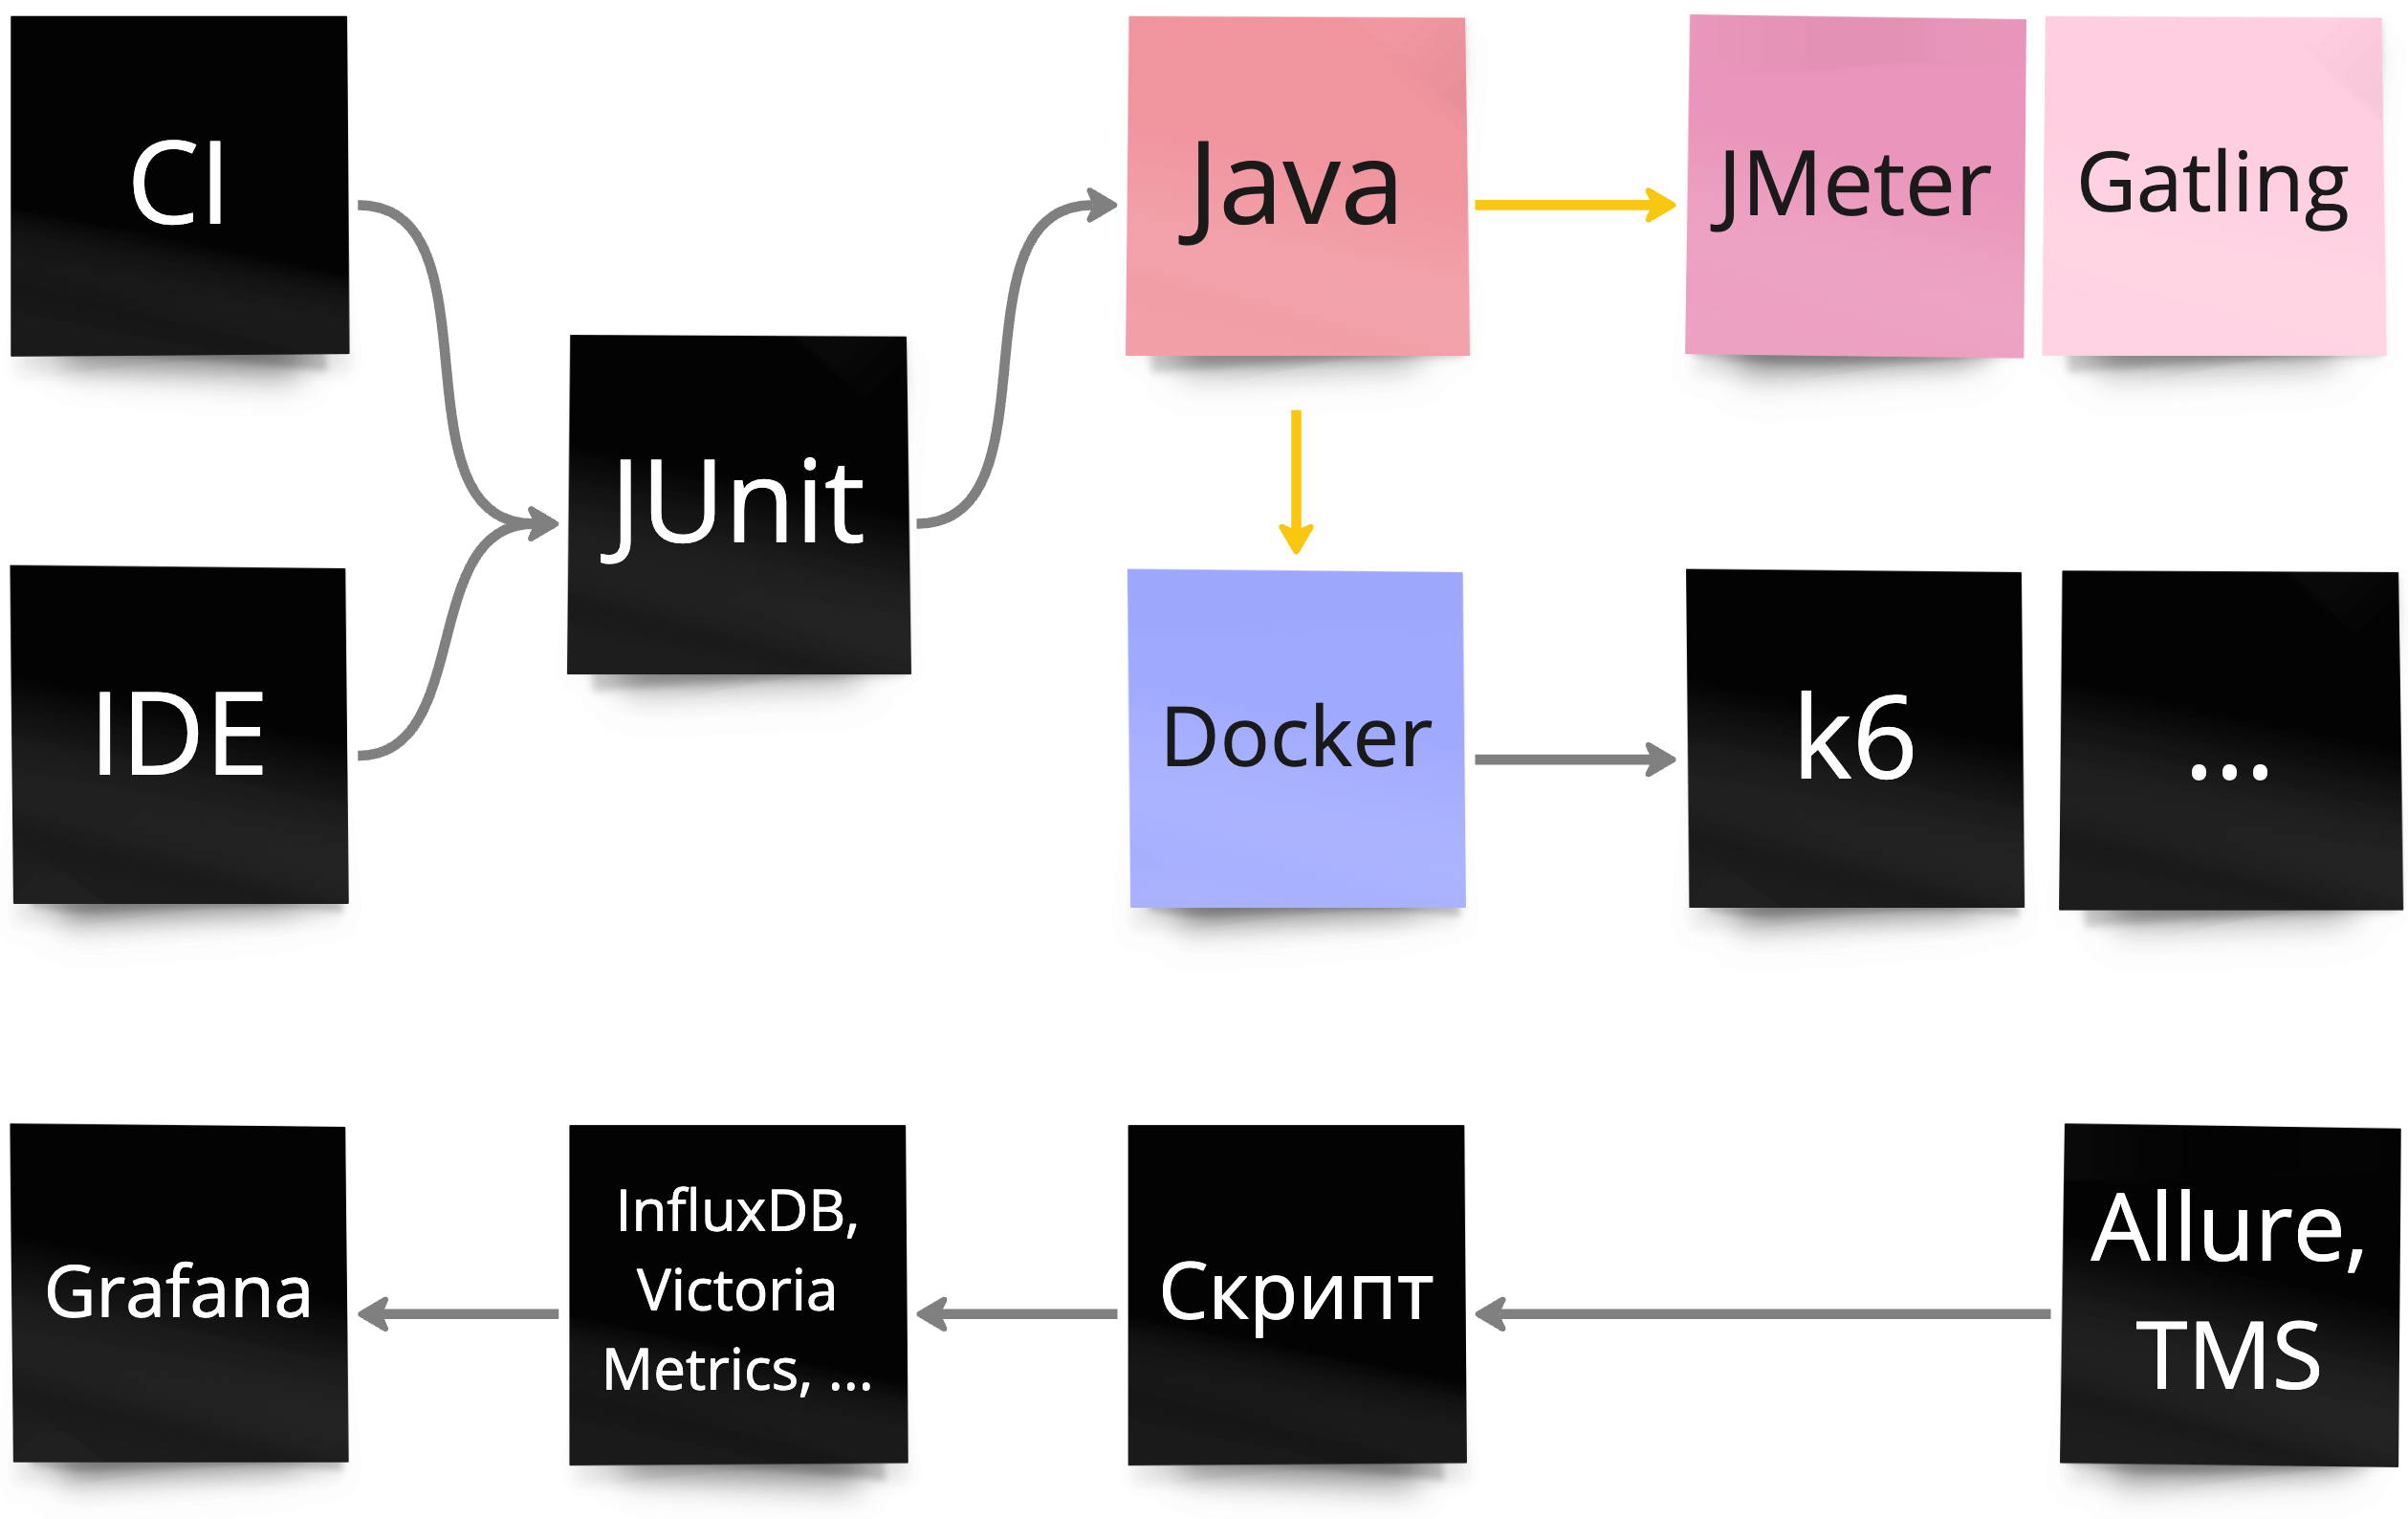 CI
Java
JMeter
Gatling
JUnit
IDE
Docker
k6
...
Grafana
InfluxDB,
Victoria
Metrics, ...
Скрипт
Allure,
TMS